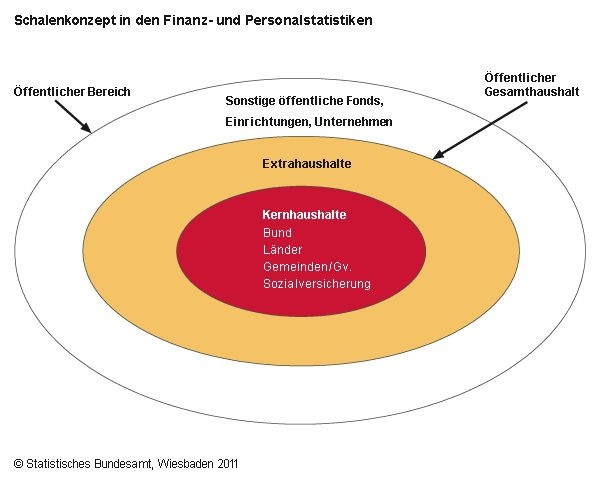 Schalenkonzept in den Finanz- und Personalstatistiken
Öffentlicher Bereich
Öffentlicher
Gesamthaushalt
Sonstige öffentliche Fonds,
Einrichtungen, Unternehmen
Extrahaushalte
Kernhaushalte
Bund
Länder
Gemeinden/Gv.
Sozialversicherung
© Statistisches Bundesamt, Wiesbaden 2011